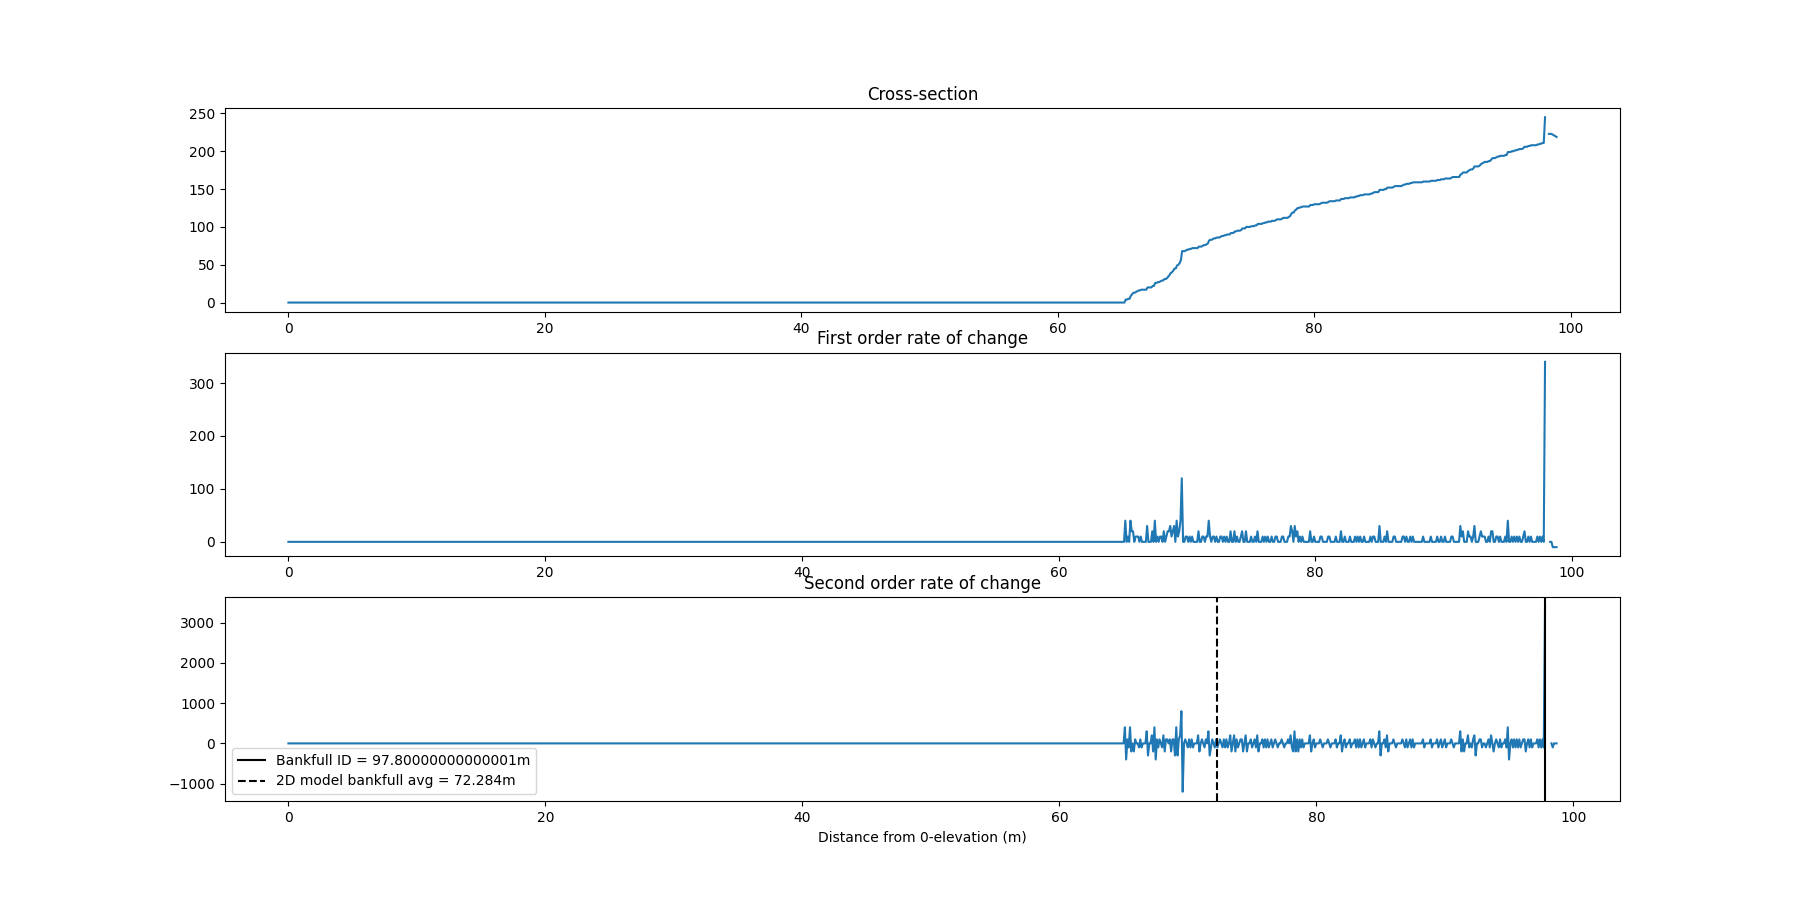 Cross-section
250
200
150
100
50
0
0 20 40 60 80 100
First order rate of change
300
200
100
0
0 20 40 60 80 100
Second order rate of change
3000
2000
1000
0
−1000
Bankfull ID = 97.80000000000001m
2D model bankfull avg = 72.284m
0 20 40 60 80 100
Distance from 0-elevation (m)